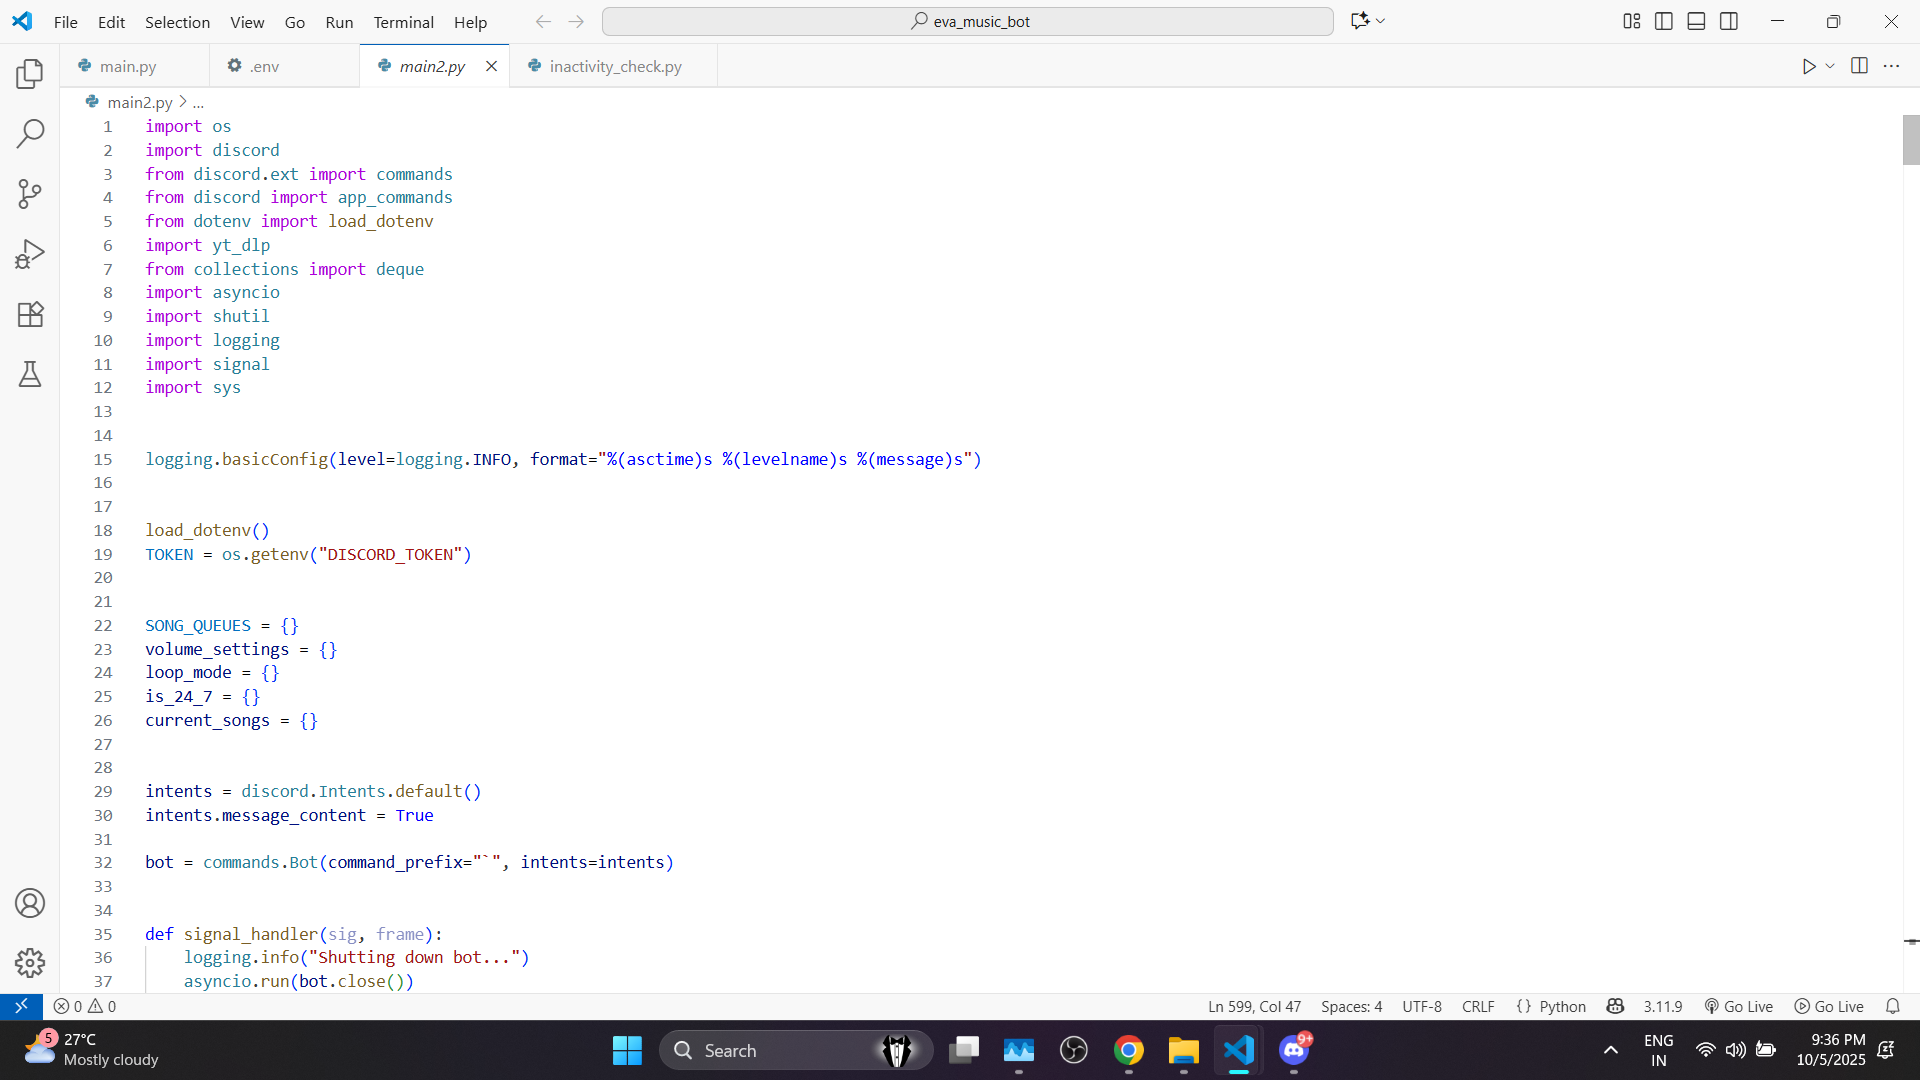 File Edit Selection View Go Run Terminal Help
eva_music_bot
main.py
.env
main2.py
inactivity_check.py
main2.py > ...
1 import os
2 import discord
3 from discord.ext import commands
4 from discord import app_commands
5 from dotenv import load_dotenv
6 import yt_dlp
7 from collections import deque
8 import asyncio
9 import shutil
10 import logging
11 import signal
12 import sys
13
14
15 logging.basicConfig(level=logging.INFO, format="%(asctime)s %(levelname)s %(message)s")
16
17
18 load_dotenv()
19 TOKEN = os.getenv("DISCORD_TOKEN")
20
21
22 SONG_QUEUES = {}
23 volume_settings = {}
24 loop_mode = {}
25 is_24_7 = {}
26 current_songs = {}
27
28
29 intents = discord.Intents.default()
30 intents.message_content = True
31
32 bot = commands.Bot(command_prefix="`", intents=intents)
33
34
35 def signal_handler(sig, frame):
36     logging.info("Shutting down bot...")
37     asyncio.run(bot.close())
0 0
Ln 599, Col 47 Spaces: 4 UTF-8 CRLF {} Python 3.11.9 Go Live Go Live
5
27°C
Mostly cloudy
Search
9+
ENG
IN
9:36 PM
10/5/2025